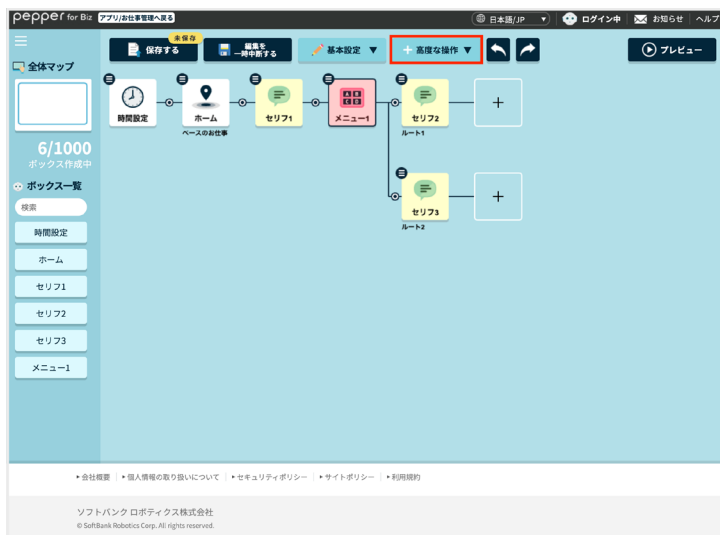 pepper for Biz アプリ/お仕事管理へ戻る 日本語/JP ▼ ログイン中 お知らせ ヘルプ
未保存
保存する 編集を一時中断する 基本設定 ▼ + 高度な操作 ▼ プレビュー
全体マップ
6/1000
ボックス作成中
ボックス一覧
検索
時間設定
ホーム
セリフ1
セリフ2
セリフ3
メニュー1
時間設定 ホーム セリフ1 A B C D メニュー1 セリフ2 +
ベースのお仕事 ルート1
セリフ3 +
ルート2
会社概要 個人情報の取り扱いについて セキュリティポリシー サイトポリシー 利用規約
ソフトバンク ロボティクス株式会社
© SoftBank Robotics Corp. All rights reserved.